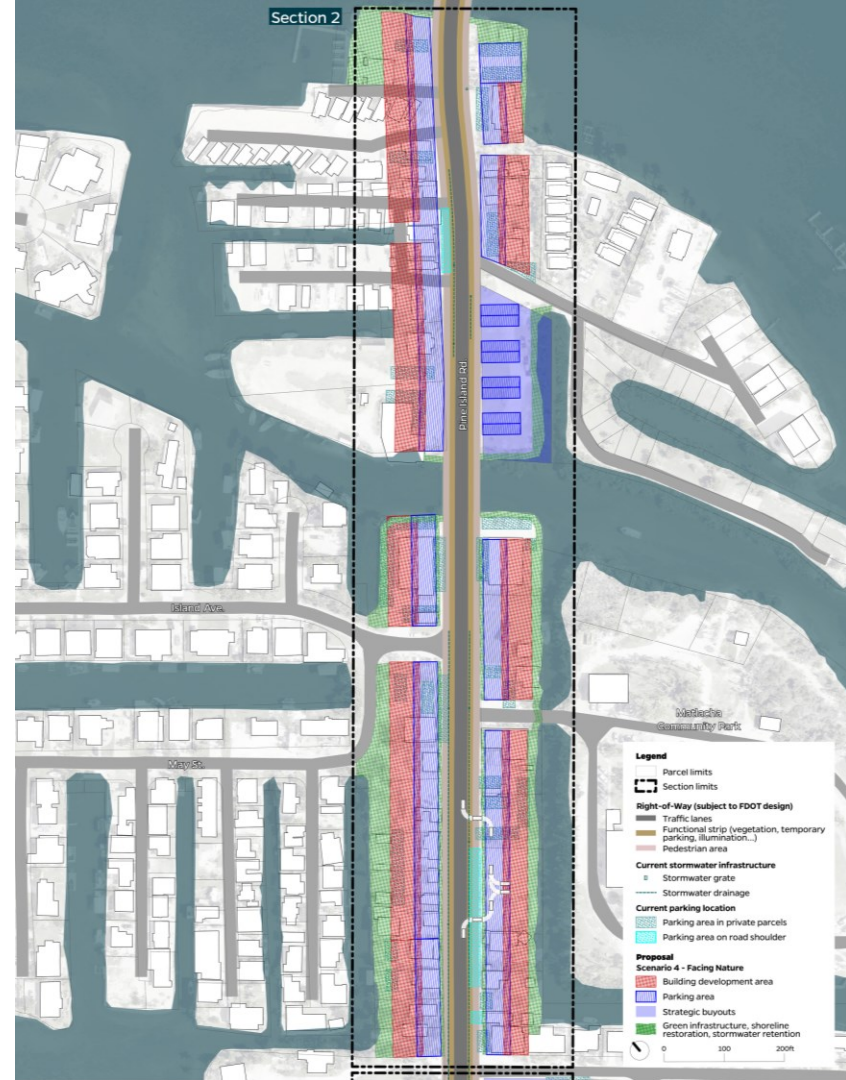 Section 2
Pine Island Rd
Island Ave.
Matlacha
Community Park
May St.
Legend
Parcel limits
Section limits
Right-of-Way (subject to FDOT design)
Traffic lanes
Functional strip (vegetation, temporary
parking, illumination...)
Pedestrian area
Current stormwater infrastructure
Stormwater grate
Stormwater drainage
Current parking location
Parking area in private parcels
Parking area on road shoulder
Proposal
Scenario 4 - Facing Nature
Building development area
Parking area
Strategic buyouts
Green infrastructure, shoreline
restoration, stormwater retention
0 100 200ft